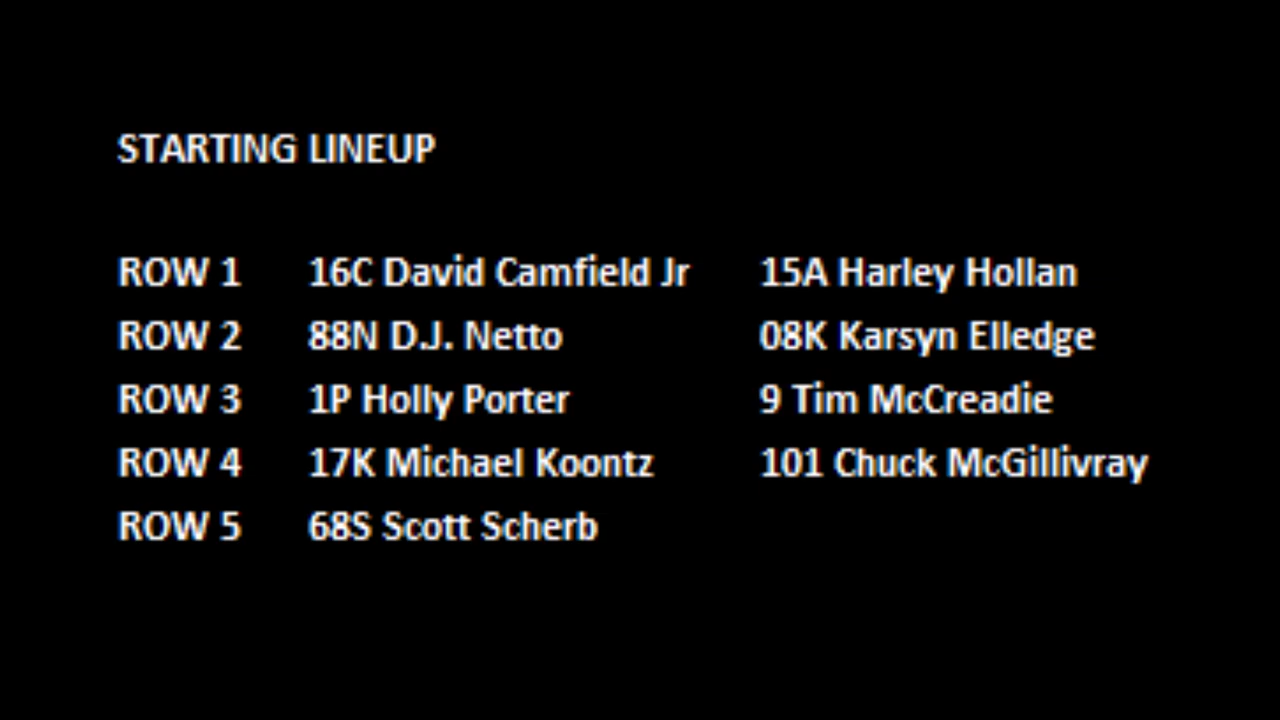 STARTING LINEUP
ROW 1 16C David Camfield Jr 15A Harley Hollan
ROW 2 88N D.J. Netto 08K Karsyn Elledge
ROW 3 1P Holly Porter 9 Tim McCreadie
ROW 4 17K Michael Koontz 101 Chuck McGillivray
ROW 5 68S Scott Scherb